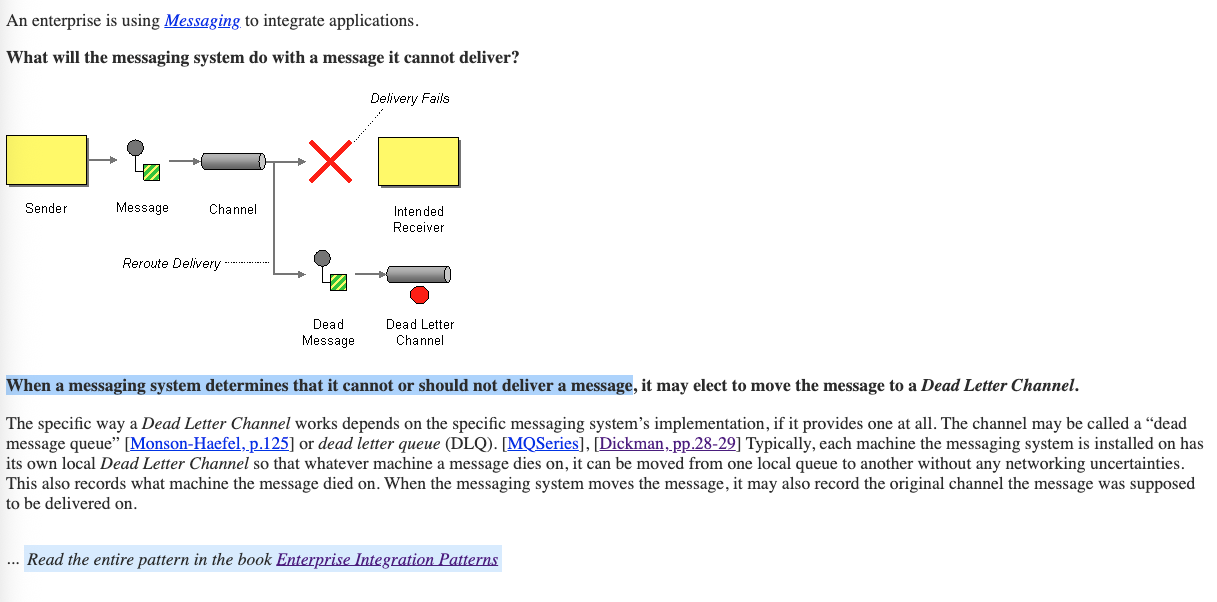 An enterprise is using Messaging to integrate applications.
What will the messaging system do with a message it cannot deliver?
Delivery Fails
Sender
Message
Channel
Intended
Receiver
Reroute Delivery
Dead
Message
Dead Letter
Channel
When a messaging system determines that it cannot or should not deliver a message, it may elect to move the message to a Dead Letter Channel.
The specific way a Dead Letter Channel works depends on the specific messaging system’s implementation, if it provides one at all. The channel may be called a “dead
message queue” [Monson-Haefel, p.125] or dead letter queue (DLQ). [MQSeries], [Dickman, pp.28-29] Typically, each machine the messaging system is installed on has
its own local Dead Letter Channel so that whatever machine a message dies on, it can be moved from one local queue to another without any networking uncertainties.
This also records what machine the message died on. When the messaging system moves the message, it may also record the original channel the message was supposed
to be delivered on.
... Read the entire pattern in the book Enterprise Integration Patterns